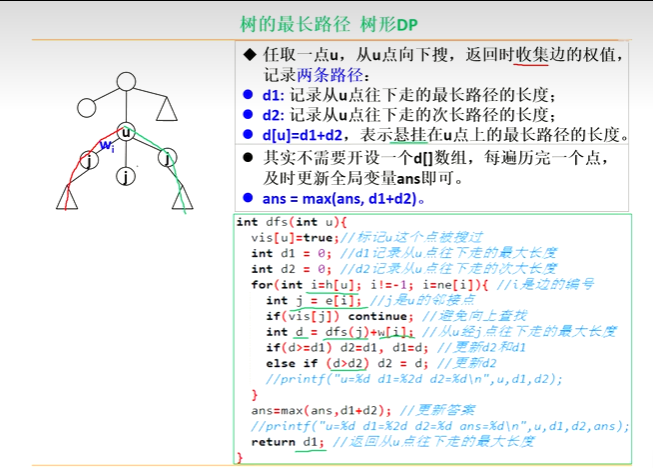 树的最长路径 树形DP
◆ 任取一点u，从u点向下搜，返回时收集边的权值，
记录两条路径：
● d1: 记录从u点往下走的最长路径的长度；
● d2: 记录从u点往下走的次长路径的长度；
● d[u]=d1+d2，表示悬挂在u点上的最长路径的长度。
● 其实不需要开设一个d[]数组，每遍历完一个点，
及时更新全局变量ans即可。
● ans = max(ans, d1+d2)。
u
wi
j
j
j
int dfs(int u){
vis[u]=true;//标记u这个点被搜过
int d1 = 0; //d1记录从u点往下走的最大长度
int d2 = 0; //d2记录从u点往下走的次大长度
for(int i=h[u]; i!=-1; i=ne[i]){ //i是边的编号
int j = e[i]; //j是u的邻接点
if(vis[j]) continue; //避免向上查找
int d = dfs(j)+w[i]; //从u经j点往下走的最大长度
if(d>=d1) d2=d1, d1=d; //更新d2和d1
else if (d>d2) d2 = d; //更新d2
//printf("u=%d d1=%2d d2=%d\n",u,d1,d2);
}
ans=max(ans,d1+d2); //更新答案
//printf("u=%d d1=%2d d2=%d ans=%d\n",u,d1,d2,ans);
return d1; //返回从u点往下走的最大长度
}